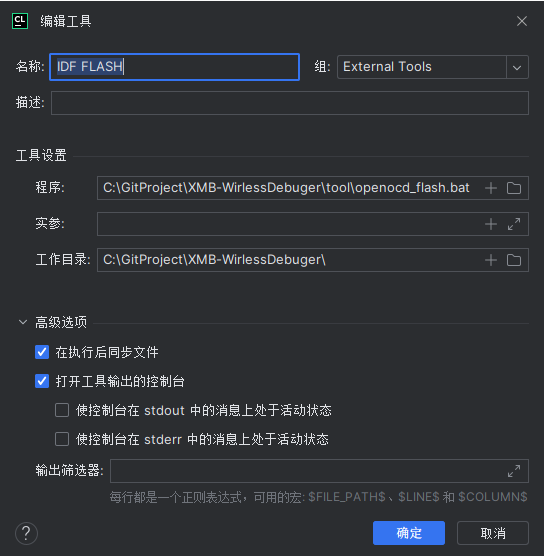 CL 编辑工具
名称: IDF FLASH 组: External Tools
描述:
工具设置
程序: C:\GitProject\XMB-WirlessDebuger\tool\openocd_flash.bat
实参:
工作目录: C:\GitProject\XMB-WirlessDebuger\
高级选项
在执行后同步文件
打开工具输出的控制台
使控制台在 stdout 中的消息上处于活动状态
使控制台在 stderr 中的消息上处于活动状态
输出筛选器:
每行都是一个正则表达式，可用的宏: $FILE_PATH$、$LINE$ 和 $COLUMN$
? 确定 取消